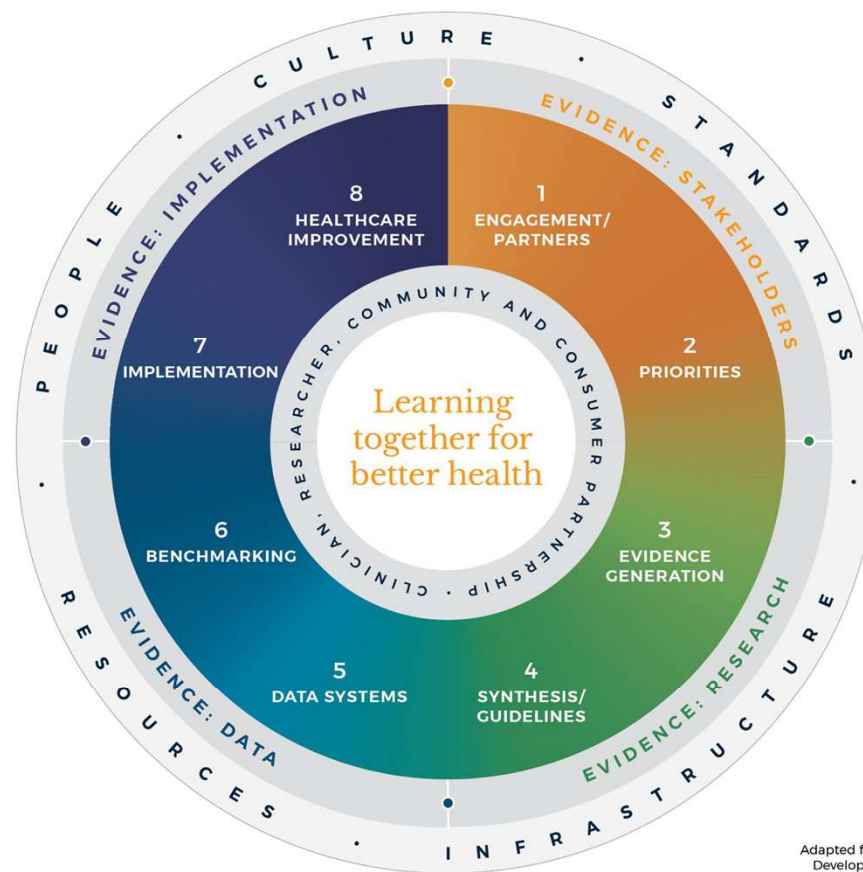 PEOPLE • CULTURE • STANDARDS • INFRASTRUCTURE • RESOURCES •
EVIDENCE: IMPLEMENTATION
EVIDENCE: STAKEHOLDERS
8
HEALTHCARE
IMPROVEMENT
1
ENGAGEMENT/
PARTNERS
7
IMPLEMENTATION
2
PRIORITIES
CLINICIAN, RESEARCHER, COMMUNITY AND CONSUMER PARTNERSHIP •
Learning
together for
better health
6
BENCHMARKING
3
EVIDENCE
GENERATION
5
DATA SYSTEMS
4
SYNTHESIS/
GUIDELINES
EVIDENCE: DATA
EVIDENCE: RESEARCH
Adapted f
Develop